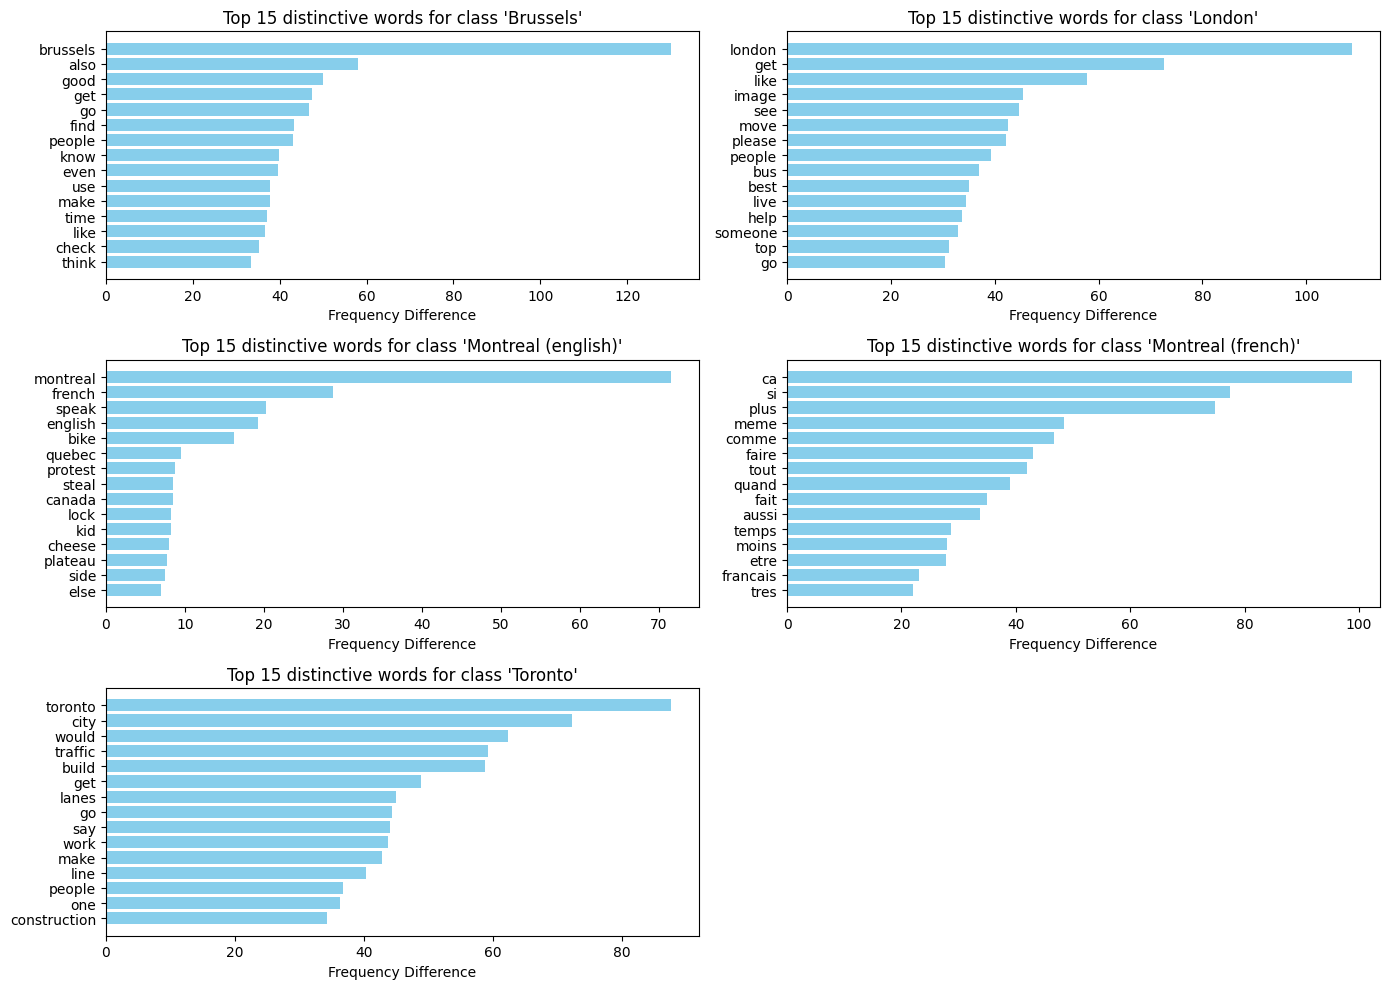 Top 15 distinctive words for class 'Brussels'
brussels
also
good
get
go
find
people
know
even
use
make
time
like
check
think
0 20 40 60 80 100 120
Frequency Difference
Top 15 distinctive words for class 'London'
london
get
like
image
see
move
please
people
bus
best
live
help
someone
top
go
0 20 40 60 80 100
Frequency Difference
Top 15 distinctive words for class 'Montreal (english)'
montreal
french
speak
english
bike
quebec
protest
steal
canada
lock
kid
cheese
plateau
side
else
0 10 20 30 40 50 60 70
Frequency Difference
Top 15 distinctive words for class 'Montreal (french)'
ca
si
plus
meme
comme
faire
tout
quand
fait
aussi
temps
moins
etre
francais
tres
0 20 40 60 80 100
Frequency Difference
Top 15 distinctive words for class 'Toronto'
toronto
city
would
traffic
build
get
lanes
go
say
work
make
line
people
one
construction
0 20 40 60 80
Frequency Difference